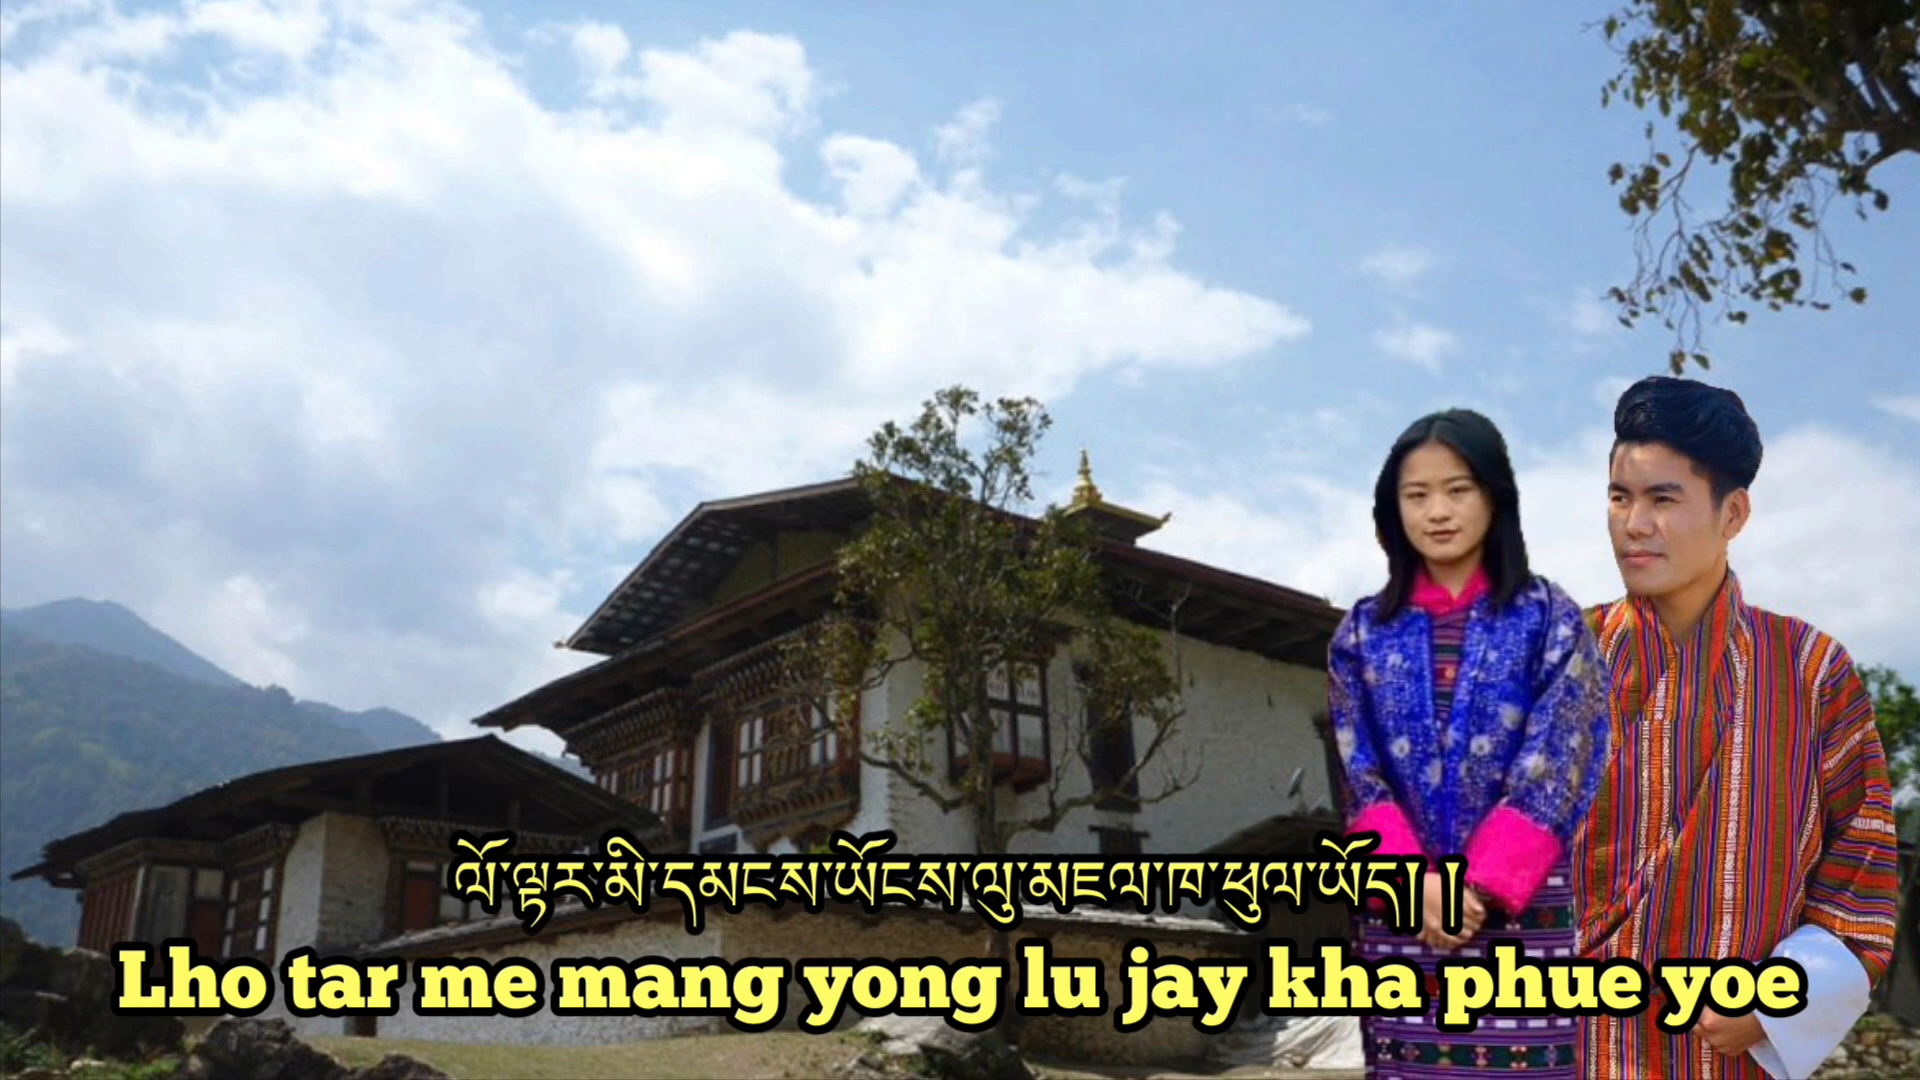 ལོ་ལྟར་མི་དམངས་ཡོངས་ལུ་མཇལ་ཁ་ཕུལ་ཡོད། །
Lho tar me mang yong lu jay kha phue yoe